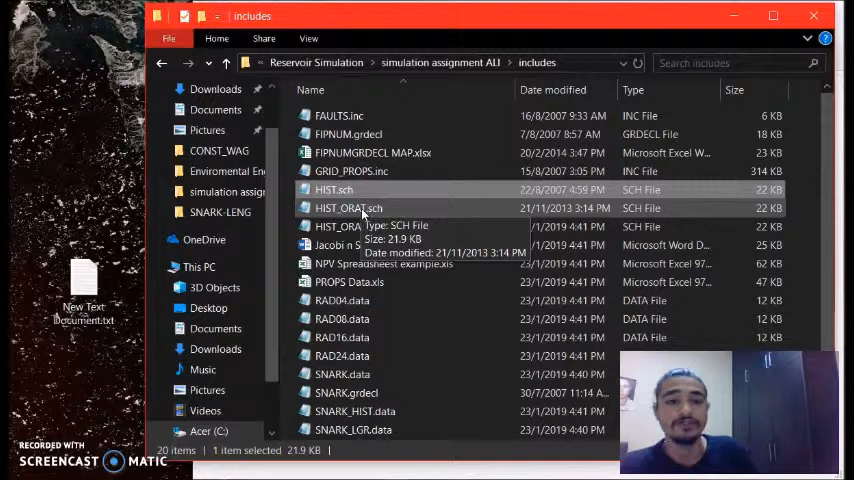 includes
File Home Share View
« Reservoir Simulation › simulation assignment ALI › includes
Search includes
Name Date modified Type Size
Downloads
Documents
Pictures
CONST_WAG
Enviromental En
simulation assig
SNARK-LENG
OneDrive
This PC
3D Objects
Desktop
Documents
Downloads
Music
Pictures
Videos
Acer (C:)
FAULTS.inc 16/8/2007 9:33 AM INC File 6 KB
FIPNUM.grdecl 7/8/2007 8:57 AM GRDECL File 18 KB
FIPNUMGRDECL MAP.xlsx 20/2/2014 3:47 PM Microsoft Excel W... 23 KB
GRID_PROPS.inc 15/8/2007 3:05 PM INC File 314 KB
HIST.sch 22/8/2007 4:59 PM SCH File 22 KB
HIST_ORAT.sch 21/11/2013 3:14 PM SCH File 22 KB
HIST_ORA /1/2019 4:41 PM SCH File 22 KB
Type: SCH File
Size: 21.9 KB
Date modified: 21/11/2013 3:14 PM
Jacobi n S Microsoft Word D... 25 KB
NPV Spreadsheet example.xls 23/1/2019 4:41 PM Microsoft Excel 97... 62 KB
PROPS Data.xls 23/1/2019 4:41 PM Microsoft Excel 97... 47 KB
RAD04.data 23/1/2019 4:41 PM DATA File 12 KB
RAD08.data 23/1/2019 4:41 PM DATA File 12 KB
RAD16.data 23/1/2019 4:41 PM DATA File 12 KB
RAD24.data 23/1/2019 4:41 PM DATA File 12 KB
SNARK.data 23/1/2019 4:40 PM
SNARK.grdecl 30/7/2007 11:14 A...
SNARK_HIST.data 23/1/2019 4:41 PM
SNARK_LGR.data 23/1/2019 4:40 PM
20 items 1 item selected 21.9 KB
New Text
Document.txt
RECORDED WITH
SCREENCAST MATIC